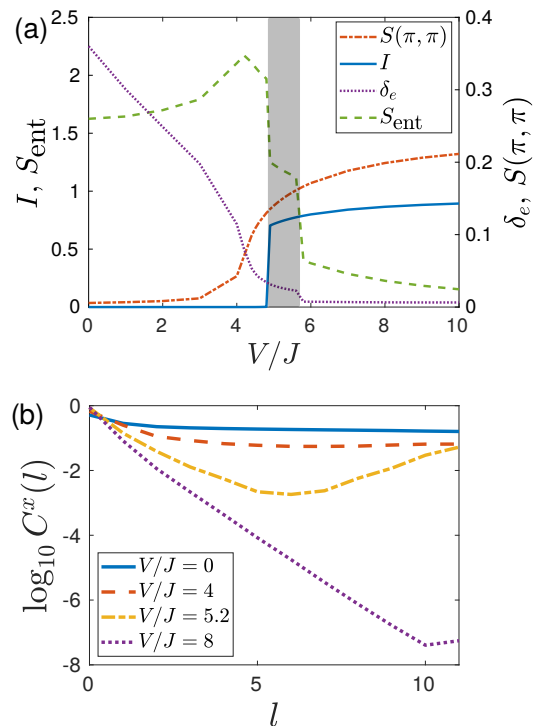 (a)
2.5
2
1.5
1
0.5
0
I, S_ent
0.4
0.3
0.2
0.1
0
δ_e, S(π, π)
S(π, π)
I
δ_e
S_ent
0 2 4 6 8 10
V/J
(b)
0
-2
-4
-6
-8
log₁₀ C^x(l)
V/J = 0
V/J = 4
V/J = 5.2
V/J = 8
0 5 10
l